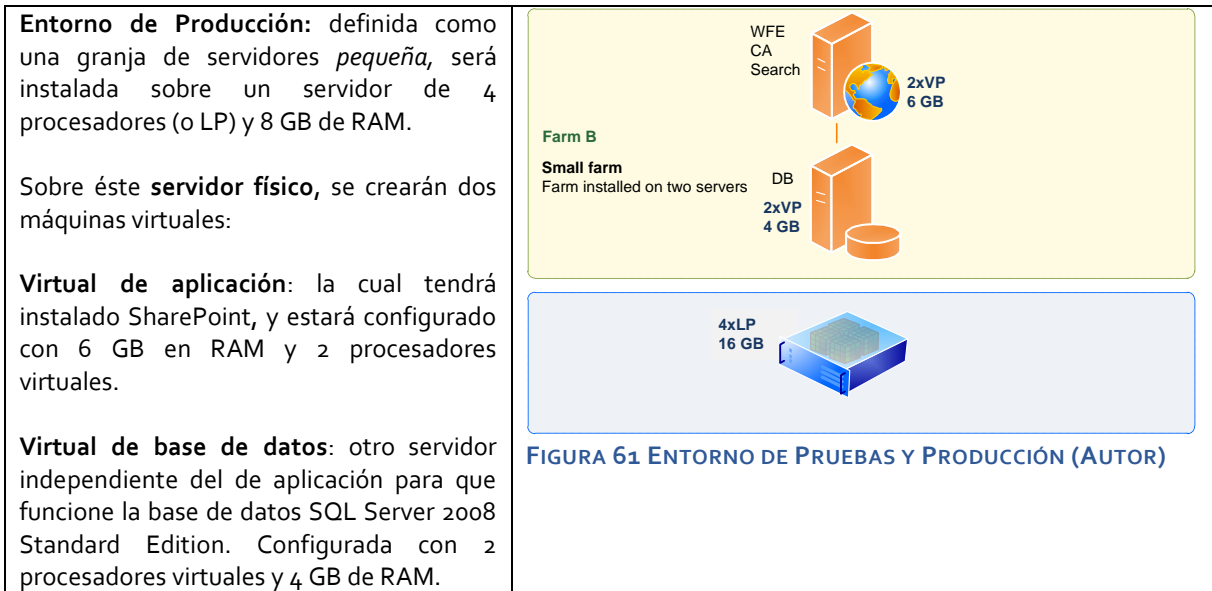 Entorno de Producción: definida como
una granja de servidores pequeña, será
instalada sobre un servidor de 4
procesadores (o LP) y 8 GB de RAM.
Sobre éste servidor físico, se crearán dos
máquinas virtuales:
Virtual de aplicación: la cual tendrá
instalado SharePoint, y estará configurado
con 6 GB en RAM y 2 procesadores
virtuales.
Virtual de base de datos: otro servidor
independiente del de aplicación para que
funcione la base de datos SQL Server 2008
Standard Edition. Configurada con 2
procesadores virtuales y 4 GB de RAM.
WFE
CA
Search
2xVP
6 GB
Farm B
Small farm
Farm installed on two servers
DB
2xVP
4 GB
4xLP
16 GB
FIGURA 61 ENTORNO DE PRUEBAS Y PRODUCCIÓN (AUTOR)